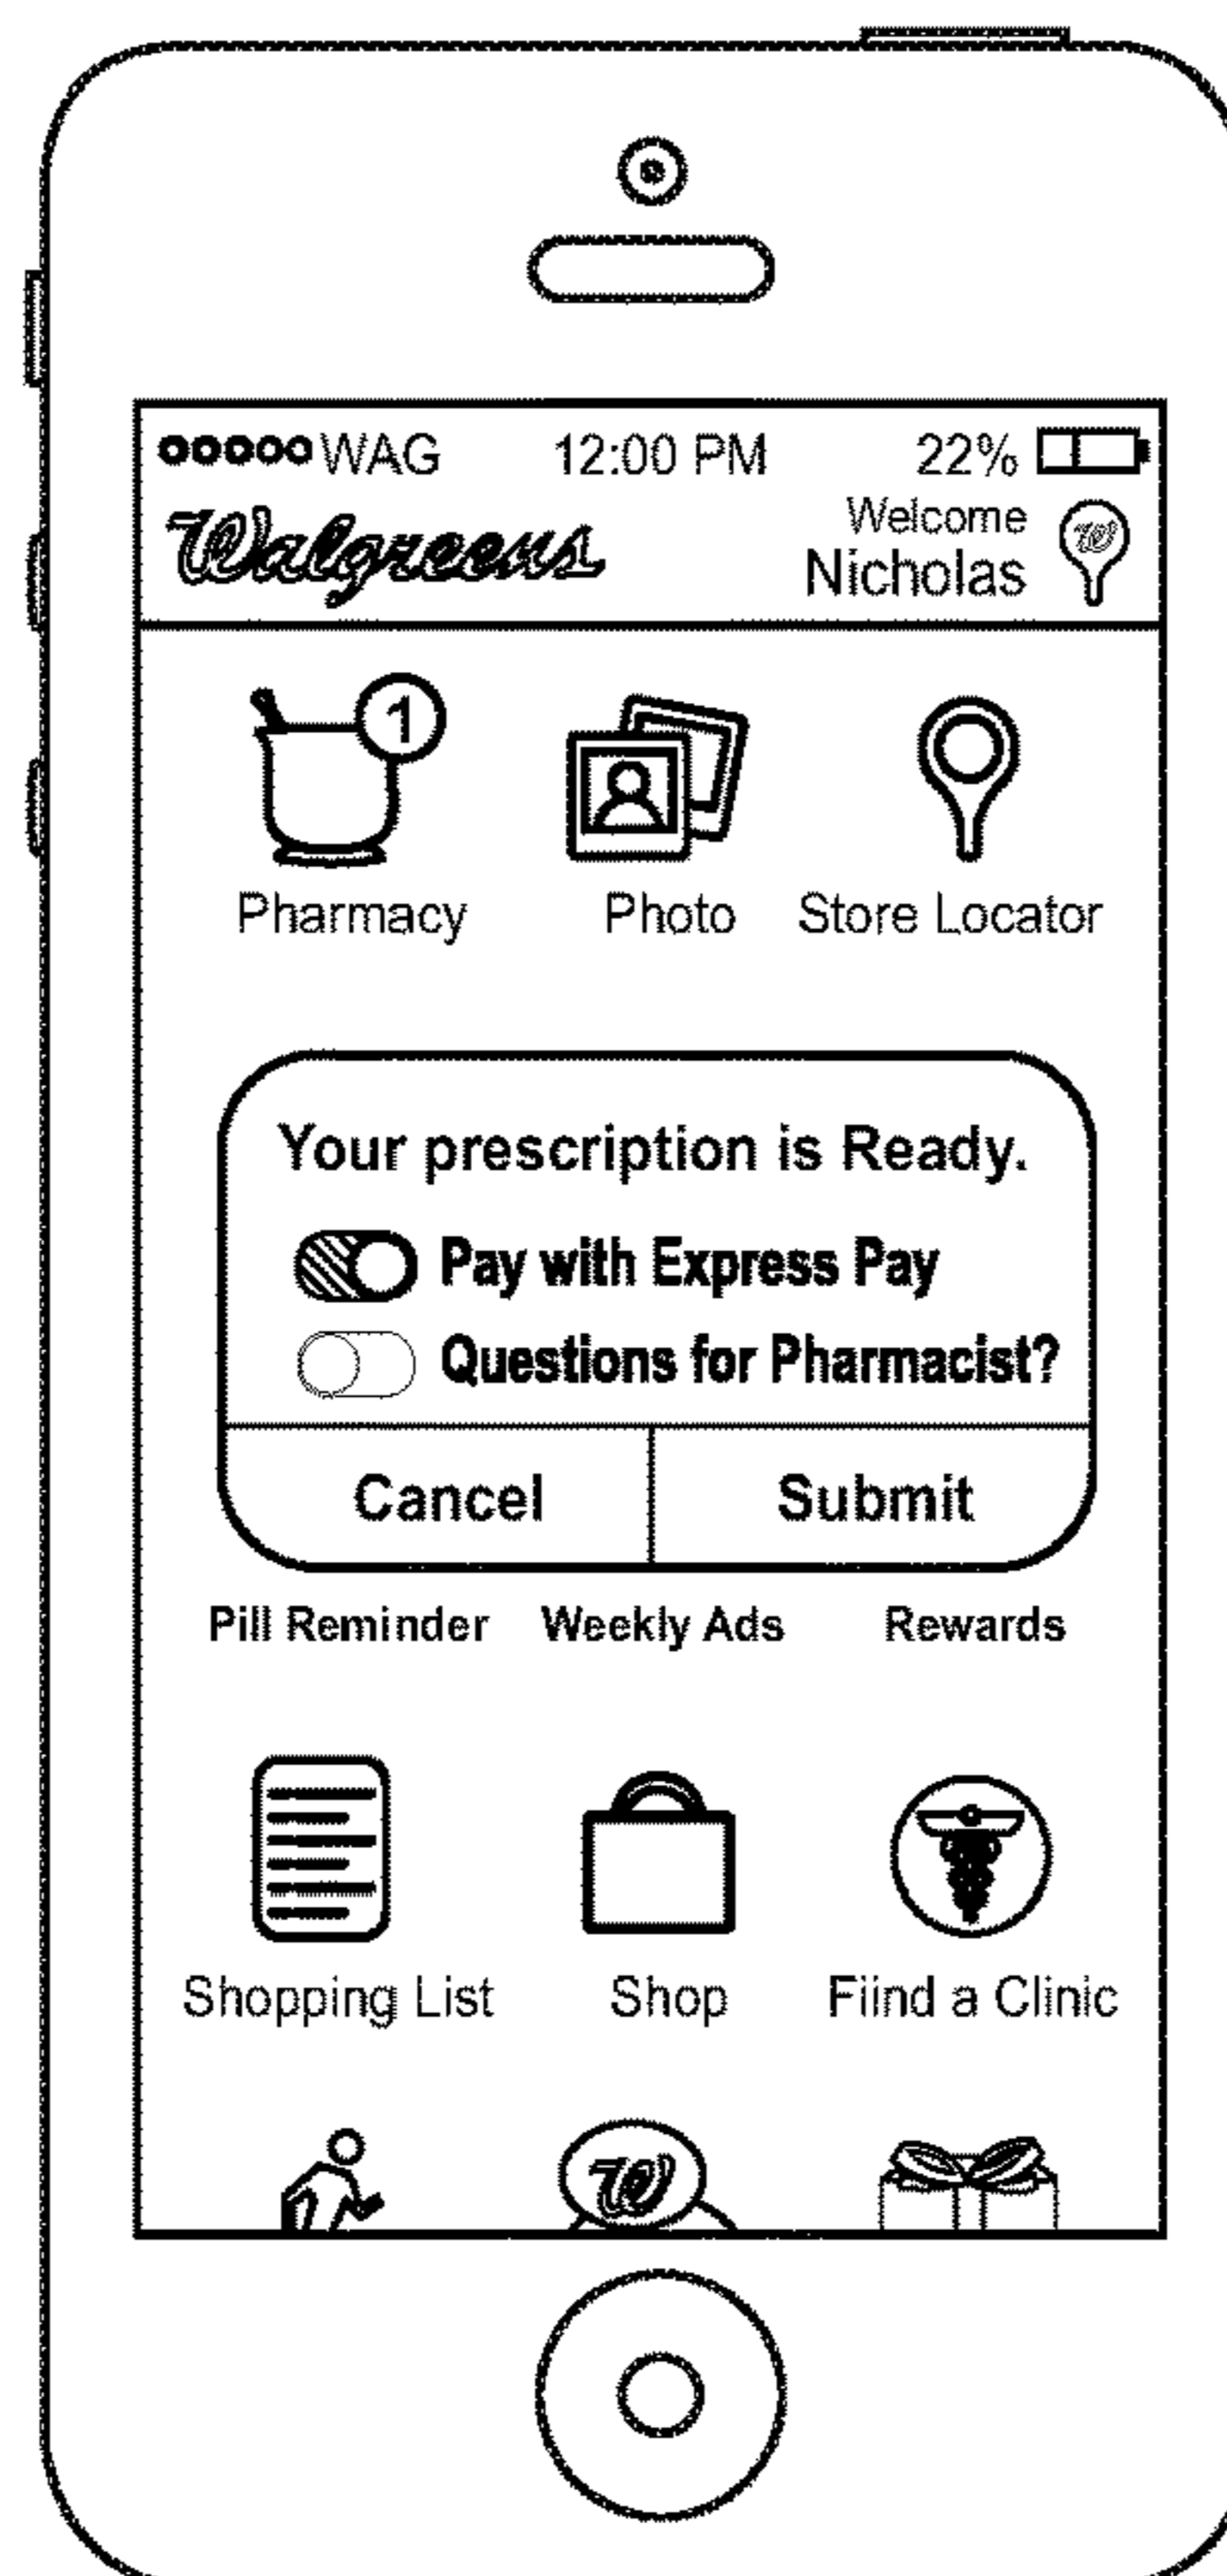 WAG 12:00 PM 22%
Walgreens Welcome
Nicholas
W
1
Pharmacy Photo Store Locator
Your prescription is Ready.
Pay with Express Pay
Questions for Pharmacist?
Cancel Submit
Pill Reminder Weekly Ads Rewards
Shopping List Shop Fiind a Clinic
W